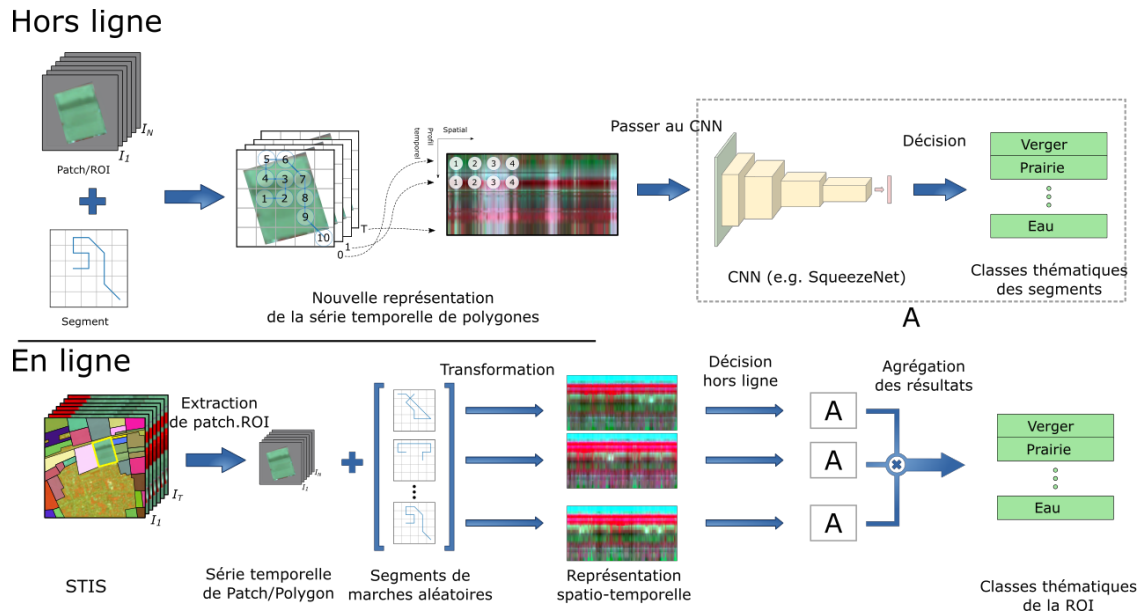 Hors ligne
I_N
I_1
Patch/ROI
Segment
5 6
4 3 7
1 2 8
9
10
T
1
0
Nouvelle représentation
de la série temporelle de polygones
Profil
temporel
Spatial
1 2 3 4
1 2 3 4
Passer au CNN
CNN (e.g. SqueezeNet)
Décision
Verger
Prairie
Eau
Classes thématiques
des segments
A
En ligne
I_T
I_1
STIS
Extraction
de patch.ROI
I_n
I_1
Série temporelle
de Patch/Polygon
Segments de
marches aléatoires
Transformation
Représentation
spatio-temporelle
Décision
hors ligne
A
A
A
Agrégation
des résultats
Verger
Prairie
Eau
Classes thématiques
de la ROI